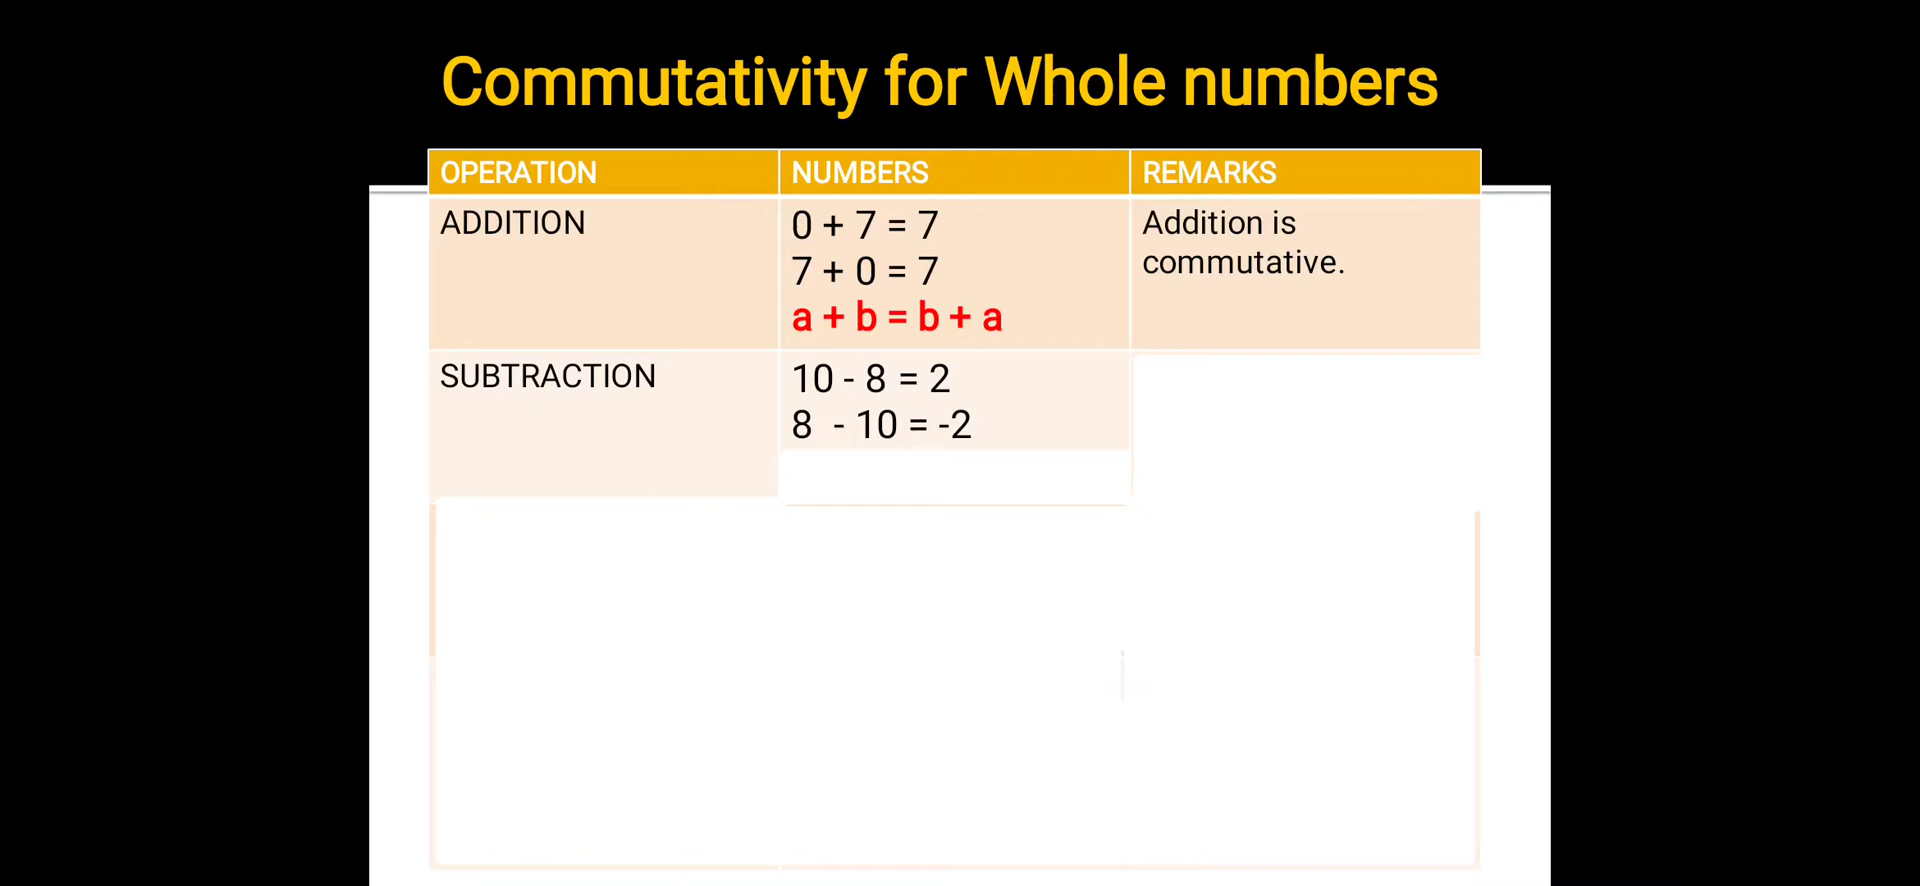 Commutativity for Whole numbers
OPERATION
NUMBERS
REMARKS
ADDITION
0 + 7 = 7
7 + 0 = 7
a + b = b + a
Addition is
commutative.
SUBTRACTION
10 - 8 = 2
8 - 10 = -2